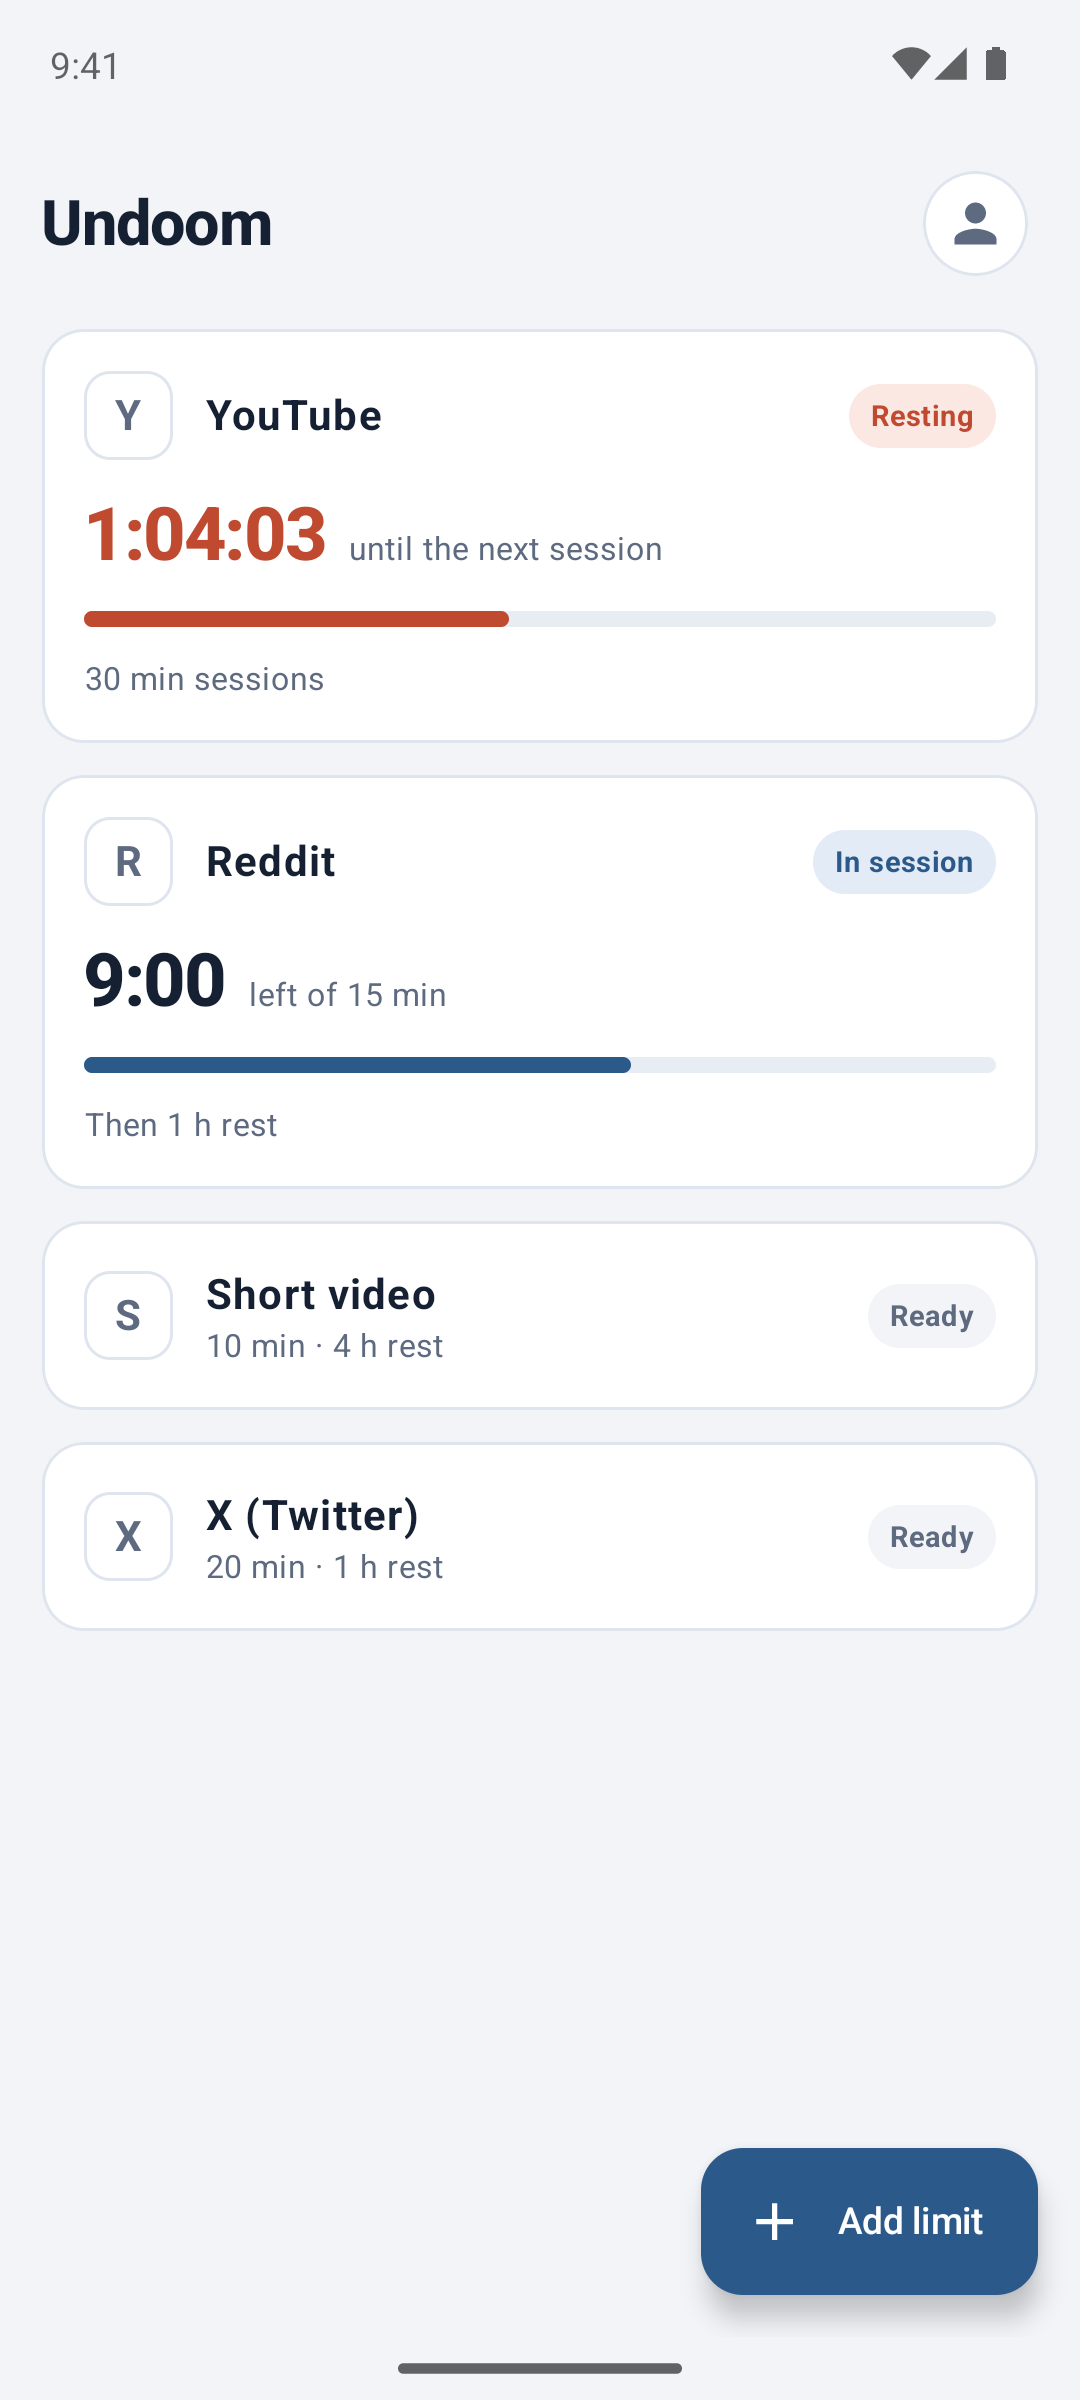 9:41
Undoom
Y YouTube Resting
1:04:03 until the next session
30 min sessions
R Reddit In session
9:00 left of 15 min
Then 1 h rest
S Short video Ready
10 min · 4 h rest
X X (Twitter) Ready
20 min · 1 h rest
Add limit